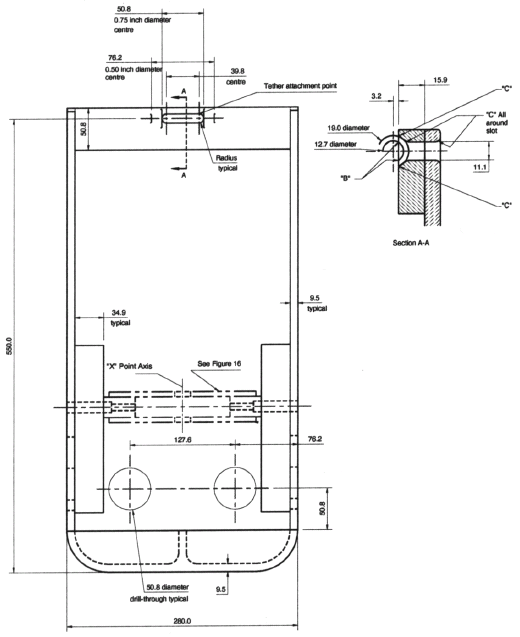 50.8
0.75 inch diameter
centre
76.2
0.50 inch diameter
centre
39.8
Tether attachment point
A
50.8
Radius
typical
A
15.9
3.2
"C"
"C" All
around
slot
19.0 diameter
12.7 diameter
"B"
11.1
"C"
Section A-A
550.0
34.9
typical
9.5
typical
"X" Point Axis
See Figure 16
127.6
76.2
50.8
50.8 diameter
drill-through typical
9.5
280.0